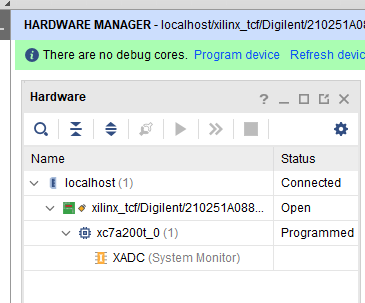 HARDWARE MANAGER - localhost/xilinx_tcf/Digilent/210251A08
There are no debug cores. Program device Refresh device
Hardware
Name Status
localhost (1) Connected
xilinx_tcf/Digilent/210251A088... Open
xc7a200t_0 (1) Programmed
XADC (System Monitor)